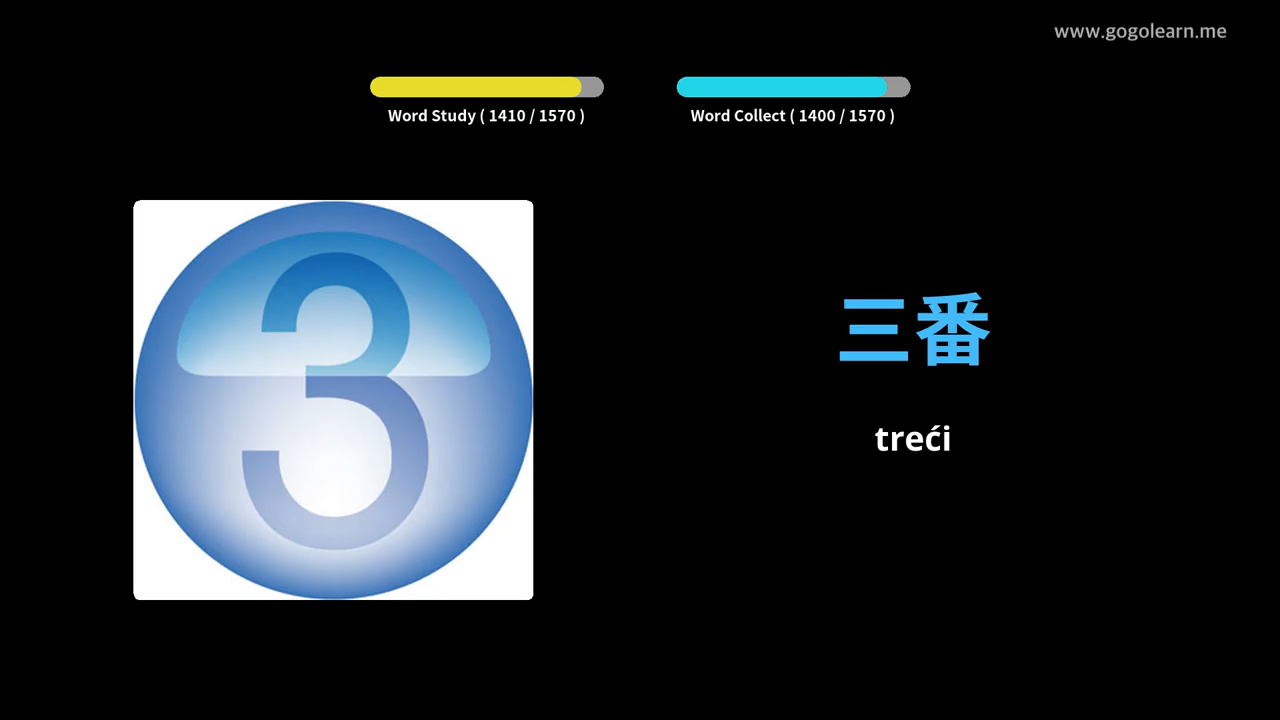 www.gogolearn.me
Word Study ( 1410 / 1570 )
Word Collect ( 1400 / 1570 )
3
三番
treći